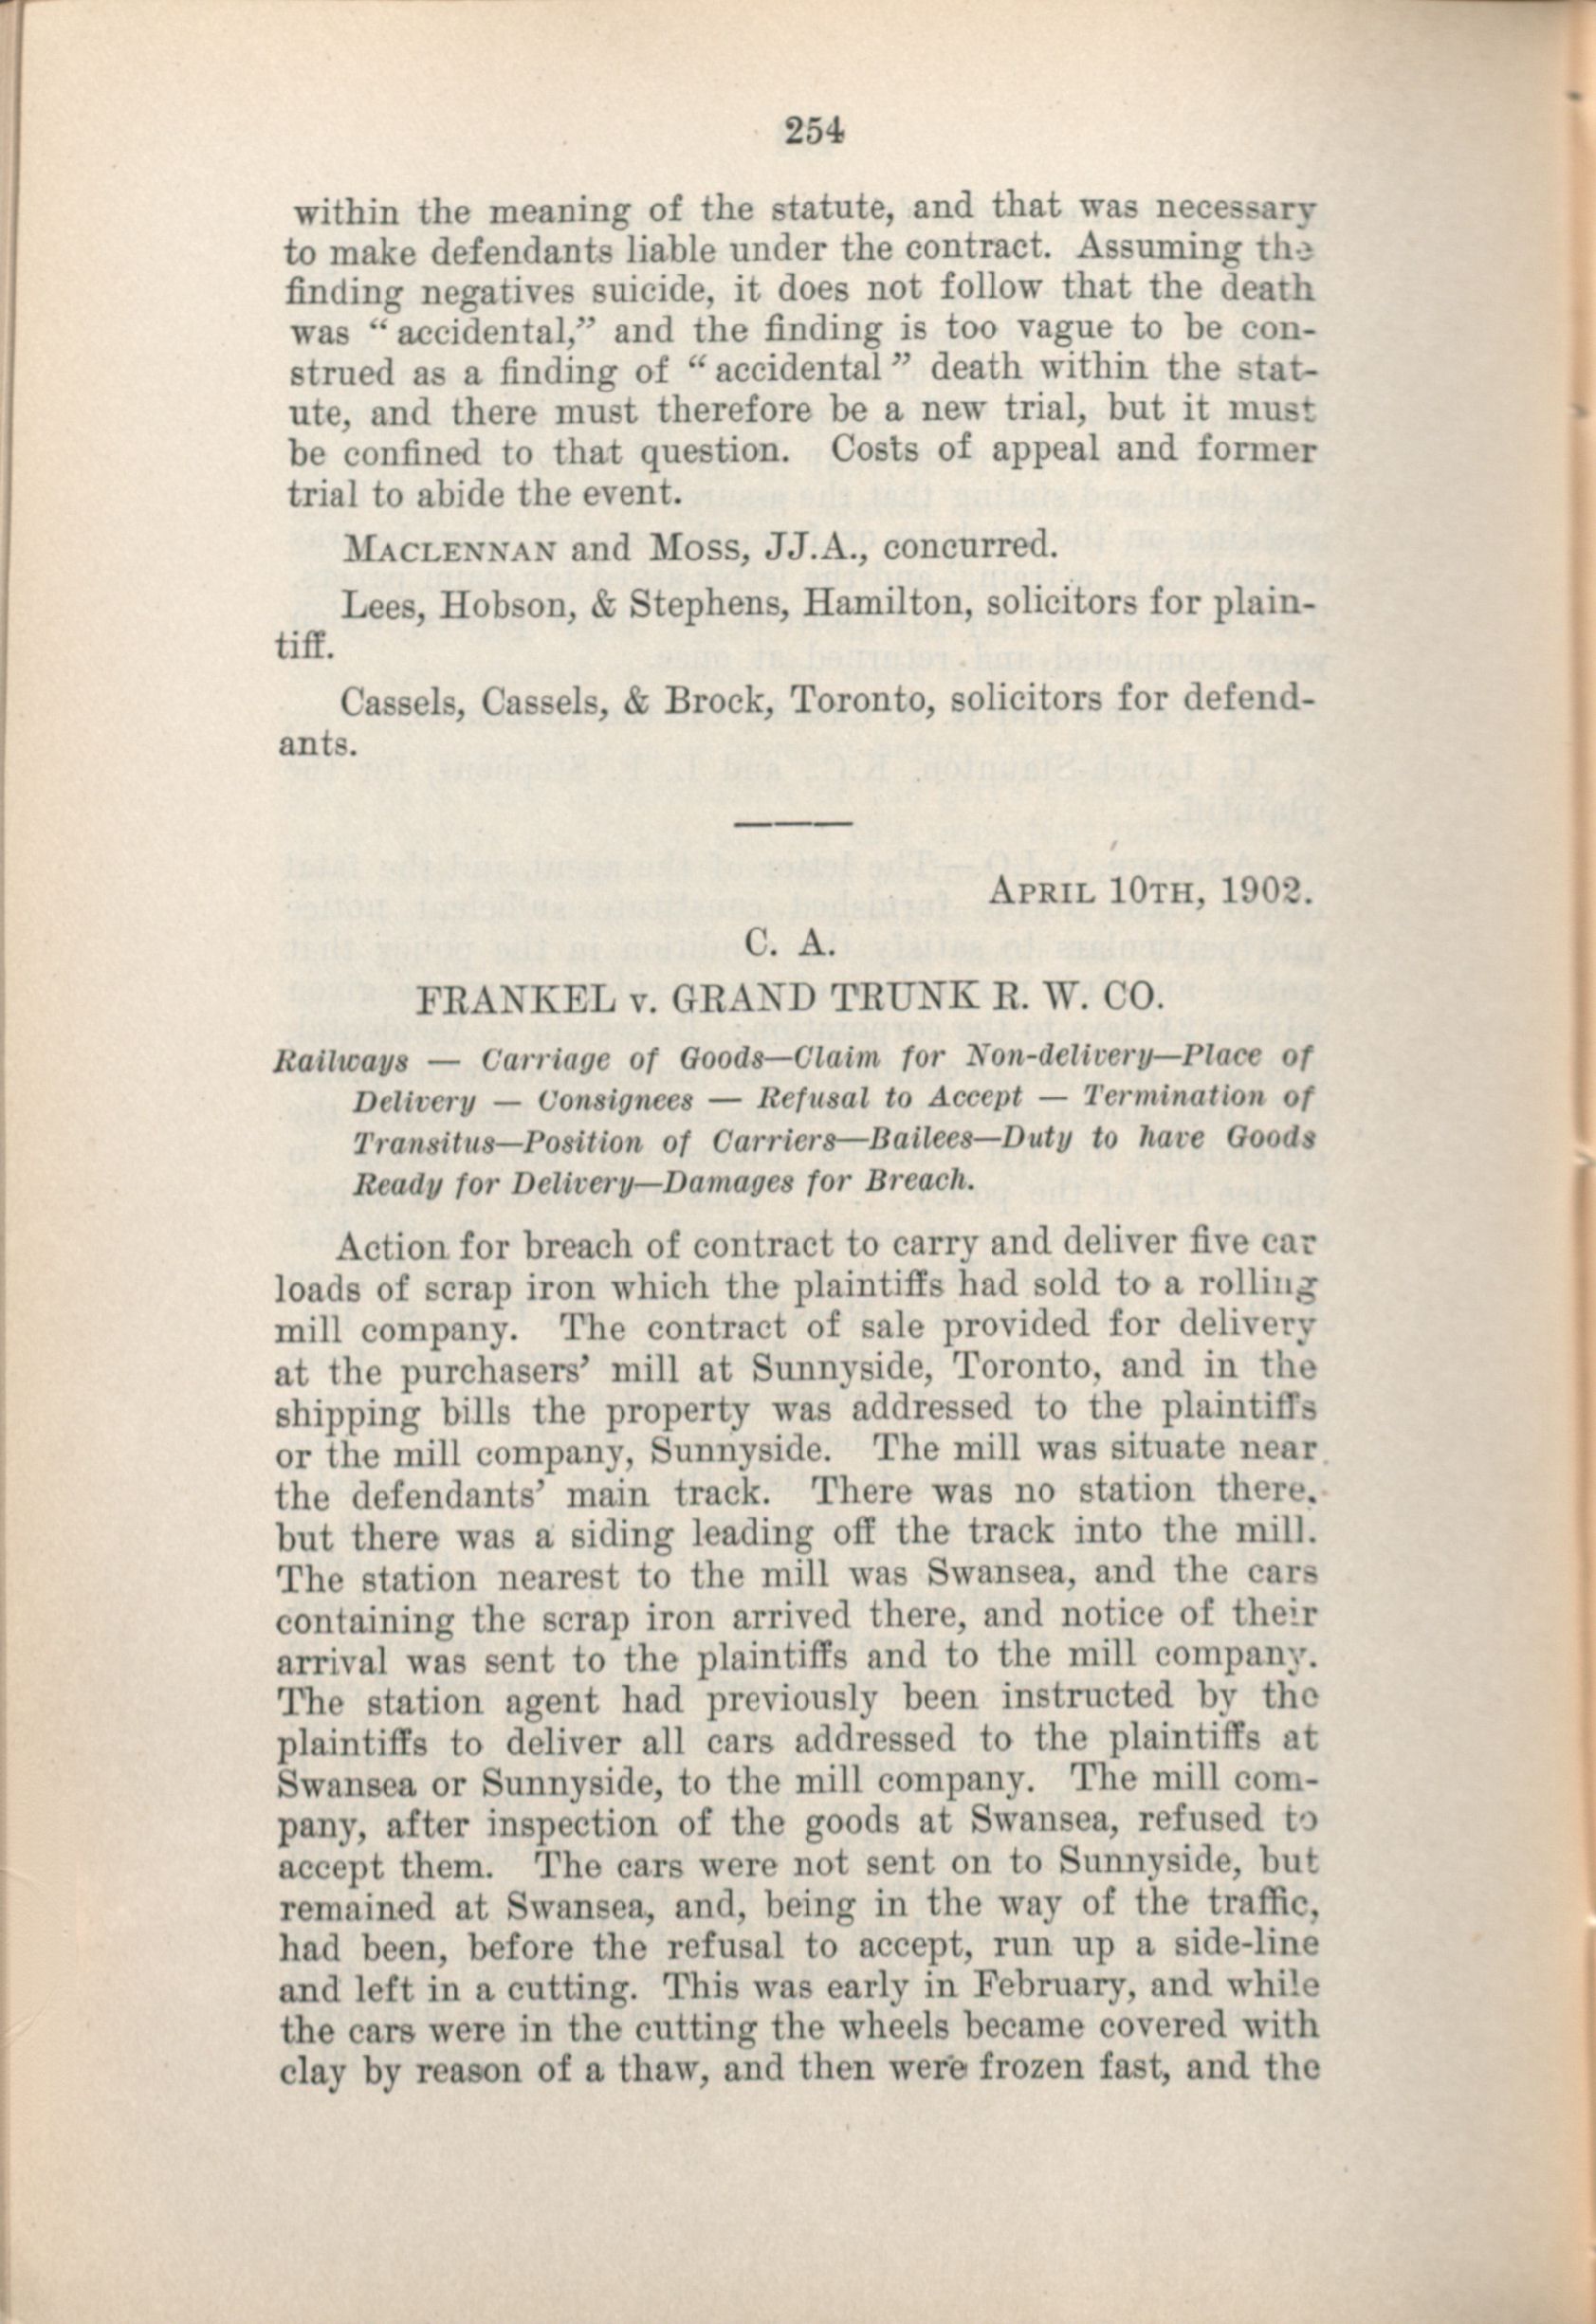 254
within the meaning of the statute, and that was necessary
to make defendants liable under the contract. Assuming the
finding negatives suicide, it does not follow that the death
was "accidental," and the finding is too vague to be con-
strued as a finding of "accidental" death within the stat-
ute, and there must therefore be a new trial, but it must
be confined to that question. Costs of appeal and former
trial to abide the event.
MACLENNAN and MOSS, JJ.A., concurred.
Lees, Hobson, & Stephens, Hamilton, solicitors for plain-
tiff.
Cassels, Cassels, & Brock, Toronto, solicitors for defend-
ants.
APRIL 10TH, 1902.
C. A.
FRANKEL v. GRAND TRUNK R. W. CO.
Railways — Carriage of Goods—Claim for Non-delivery—Place of
Delivery — Consignees — Refusal to Accept — Termination of
Transitus—Position of Carriers—Bailees—Duty to have Goods
Ready for Delivery—Damages for Breach.
Action for breach of contract to carry and deliver five car
loads of scrap iron which the plaintiffs had sold to a rolling
mill company. The contract of sale provided for delivery
at the purchasers' mill at Sunnyside, Toronto, and in the
shipping bills the property was addressed to the plaintiffs
or the mill company, Sunnyside. The mill was situate near
the defendants' main track. There was no station there,
but there was a siding leading off the track into the mill.
The station nearest to the mill was Swansea, and the cars
containing the scrap iron arrived there, and notice of their
arrival was sent to the plaintiffs and to the mill company.
The station agent had previously been instructed by the
plaintiffs to deliver all cars addressed to the plaintiffs at
Swansea or Sunnyside, to the mill company. The mill com-
pany, after inspection of the goods at Swansea, refused to
accept them. The cars were not sent on to Sunnyside, but
remained at Swansea, and, being in the way of the traffic,
had been, before the refusal to accept, run up a side-line
and left in a cutting. This was early in February, and while
the cars were in the cutting the wheels became covered with
clay by reason of a thaw, and then were frozen fast, and the